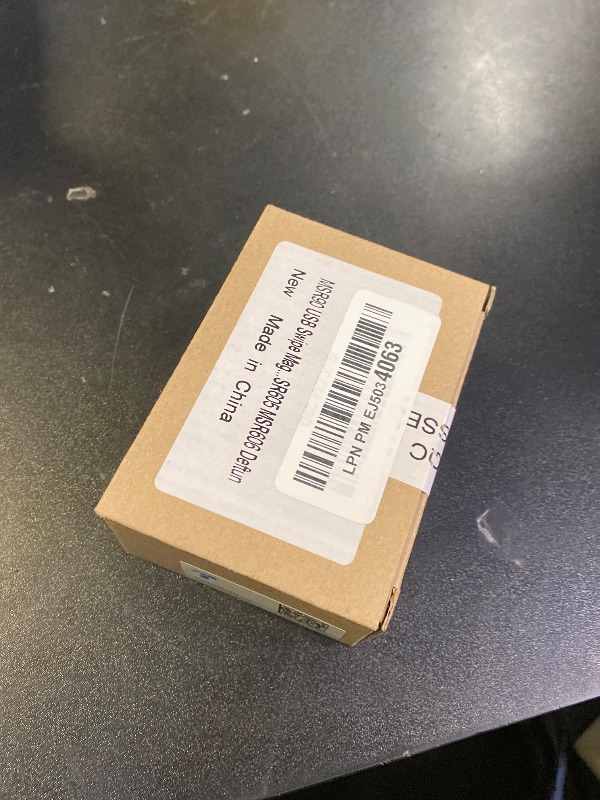 MSR90 USB Swipe Mag...SR605 MSR606 Deftun
New
Made in China
LPN PM EJ5034063